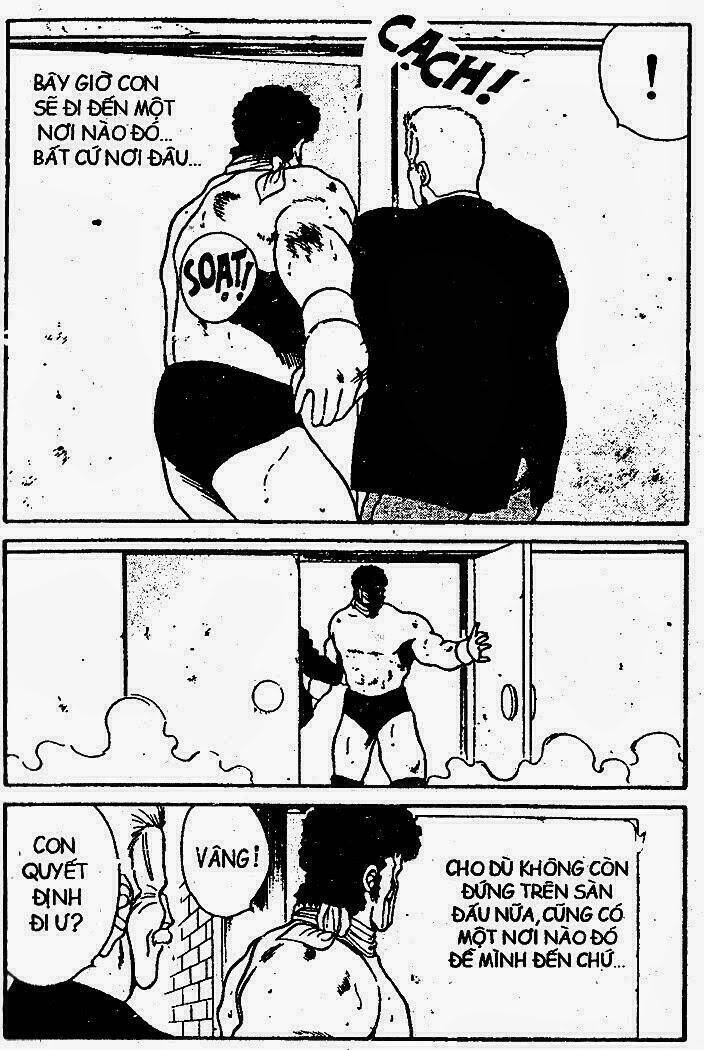 CẠCH!
!
BÂY GIỜ CON
SẼ ĐI ĐẾN MỘT
NƠI NÀO ĐÓ...
BẤT CỨ NƠI ĐÂU...
SOẠT!
CON
QUYẾT
ĐỊNH
ĐI Ư?
VÂNG!
CHO DÙ KHÔNG CÒN
ĐỨNG TRÊN SÀN
ĐẤU NỮA, CŨNG CÓ
MỘT NƠI NÀO ĐÓ
ĐỂ MÌNH ĐẾN CHỨ...